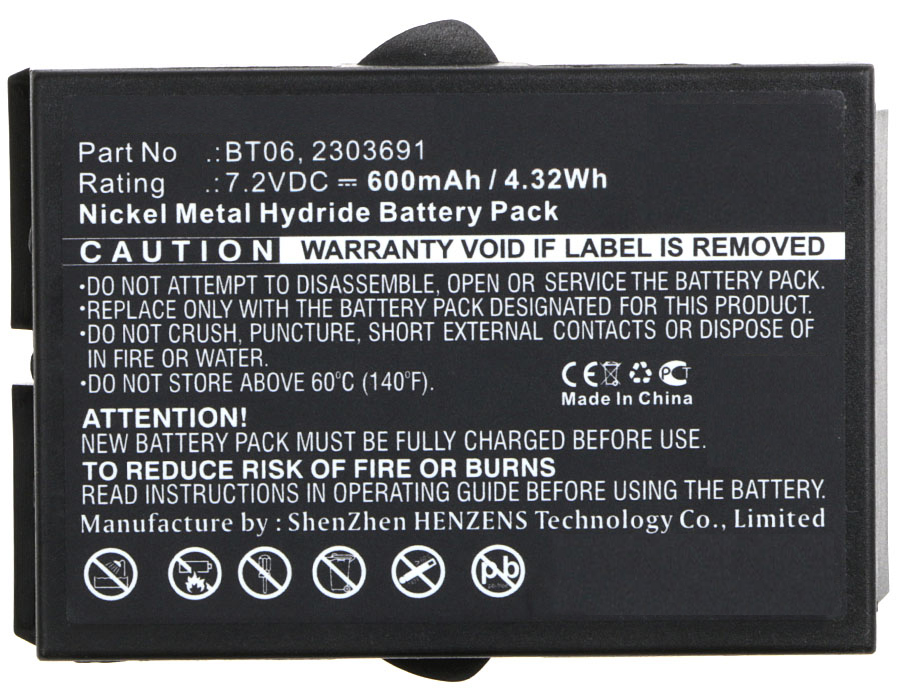 Part No .:BT06, 2303691
Rating .:7.2VDC ⎓ 600mAh / 4.32Wh
Nickel Metal Hydride Battery Pack
CAUTION WARRANTY VOID IF LABEL IS REMOVED
•DO NOT ATTEMPT TO DISASSEMBLE, OPEN OR SERVICE THE BATTERY PACK.
•REPLACE ONLY WITH THE BATTERY PACK DESIGNATED FOR THIS PRODUCT.
•DO NOT CRUSH, PUNCTURE, SHORT EXTERNAL CONTACTS OR DISPOSE OF
IN FIRE OR WATER.
•DO NOT STORE ABOVE 60°C (140°F).
CE PCT
Made In China
ATTENTION!
NEW BATTERY PACK MUST BE FULLY CHARGED BEFORE USE.
TO REDUCE RISK OF FIRE OR BURNS
READ INSTRUCTIONS IN OPERATING GUIDE BEFORE USING THE BATTERY.
Manufacture by : ShenZhen HENZENS Technology Co., Limited
Pb